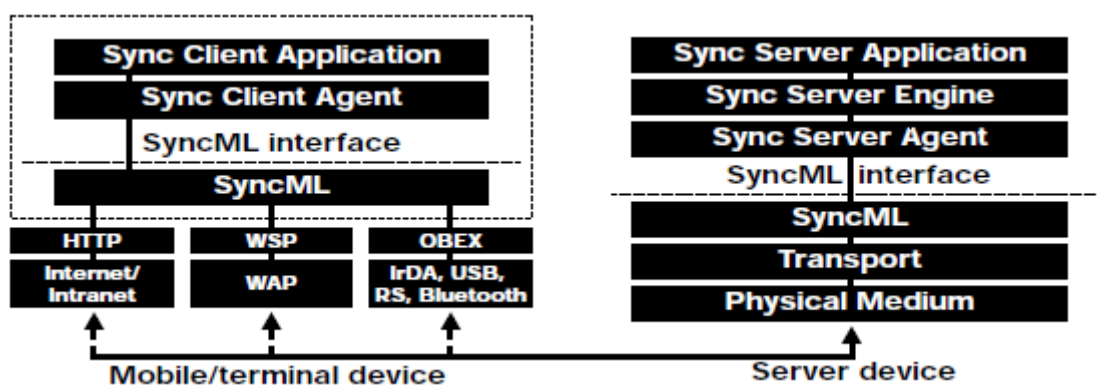 Sync Client Application
Sync Client Agent
SyncML interface
SyncML
HTTP
Internet/
Intranet
WSP
WAP
OBEX
IrDA, USB,
RS, Bluetooth
Mobile/terminal device
Sync Server Application
Sync Server Engine
Sync Server Agent
SyncML interface
SyncML
Transport
Physical Medium
Server device